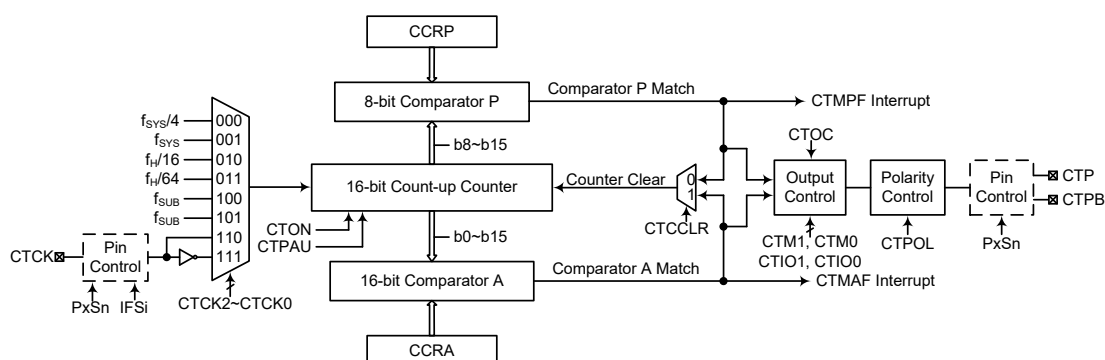 CCRP
8-bit Comparator P
Comparator P Match
CTMPF Interrupt
b8~b15
CTOC
fSYS/4
000
fSYS
001
fH/16
010
fH/64
011
fSUB
100
fSUB
101
110
111
16-bit Count-up Counter
Counter Clear
0
1
CTCCLR
Output
Control
Polarity
Control
Pin
Control
CTP
CTPB
CTON
CTPAU
b0~b15
CTM1, CTM0
CTIO1, CTIO0
CTPOL
PxSn
CTCK
Pin
Control
PxSn
IFSi
CTCK2~CTCK0
16-bit Comparator A
Comparator A Match
CTMAF Interrupt
CCRA